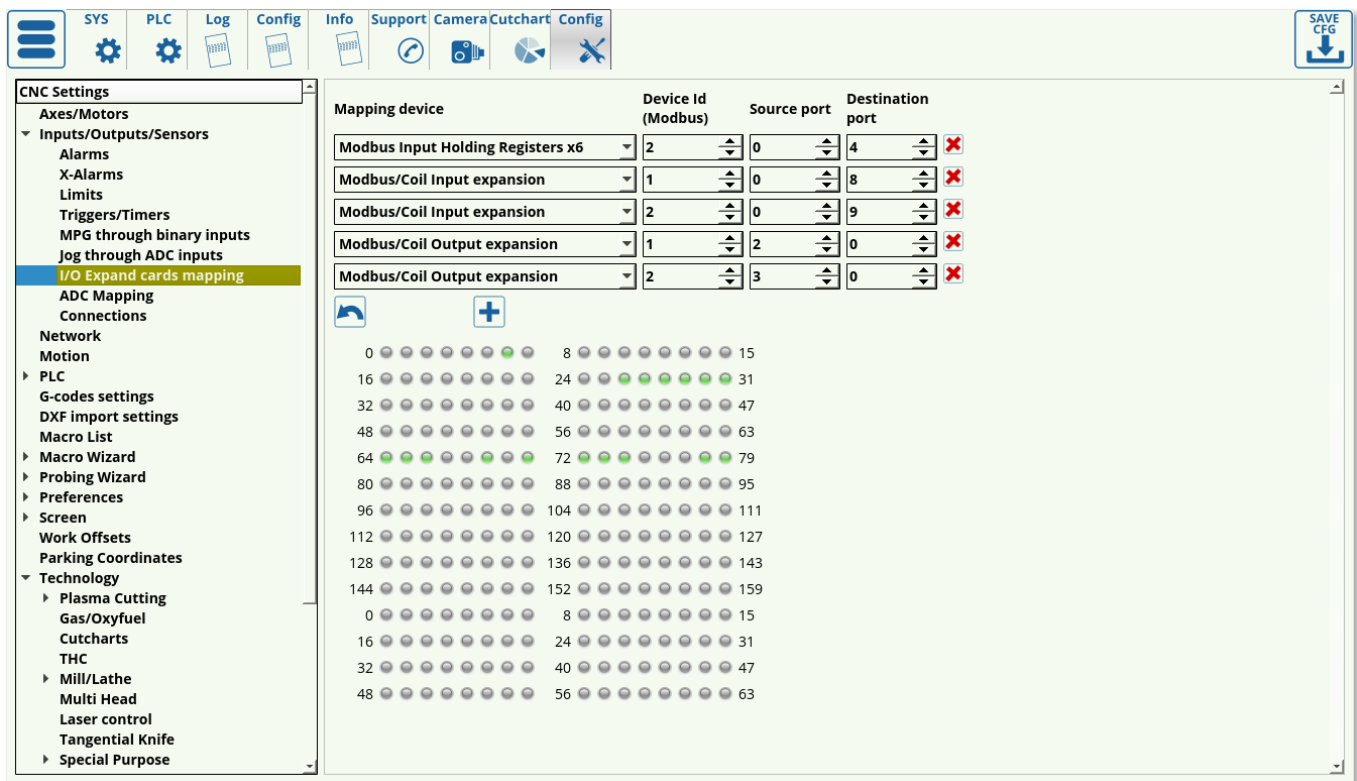 SYS PLC Log Config Info Support Camera Cutchart Config SAVE CFG
CNC Settings
Axes/Motors
Inputs/Outputs/Sensors
Alarms
X-Alarms
Limits
Triggers/Timers
MPG through binary inputs
Jog through ADC inputs
I/O Expand cards mapping
ADC Mapping
Connections
Network
Motion
PLC
G-codes settings
DXF import settings
Macro List
Macro Wizard
Probing Wizard
Preferences
Screen
Work Offsets
Parking Coordinates
Technology
Plasma Cutting
Gas/Oxyfuel
Cutcharts
THC
Mill/Lathe
Multi Head
Laser control
Tangential Knife
Special Purpose
Mapping device Device Id (Modbus) Source port Destination port
Modbus Input Holding Registers x6 2 0 4
Modbus/Coil Input expansion 1 0 8
Modbus/Coil Input expansion 2 0 9
Modbus/Coil Output expansion 1 2 0
Modbus/Coil Output expansion 2 3 0
0 8 15
16 24 31
32 40 47
48 56 63
64 72 79
80 88 95
96 104 111
112 120 127
128 136 143
144 152 159
0 8 15
16 24 31
32 40 47
48 56 63